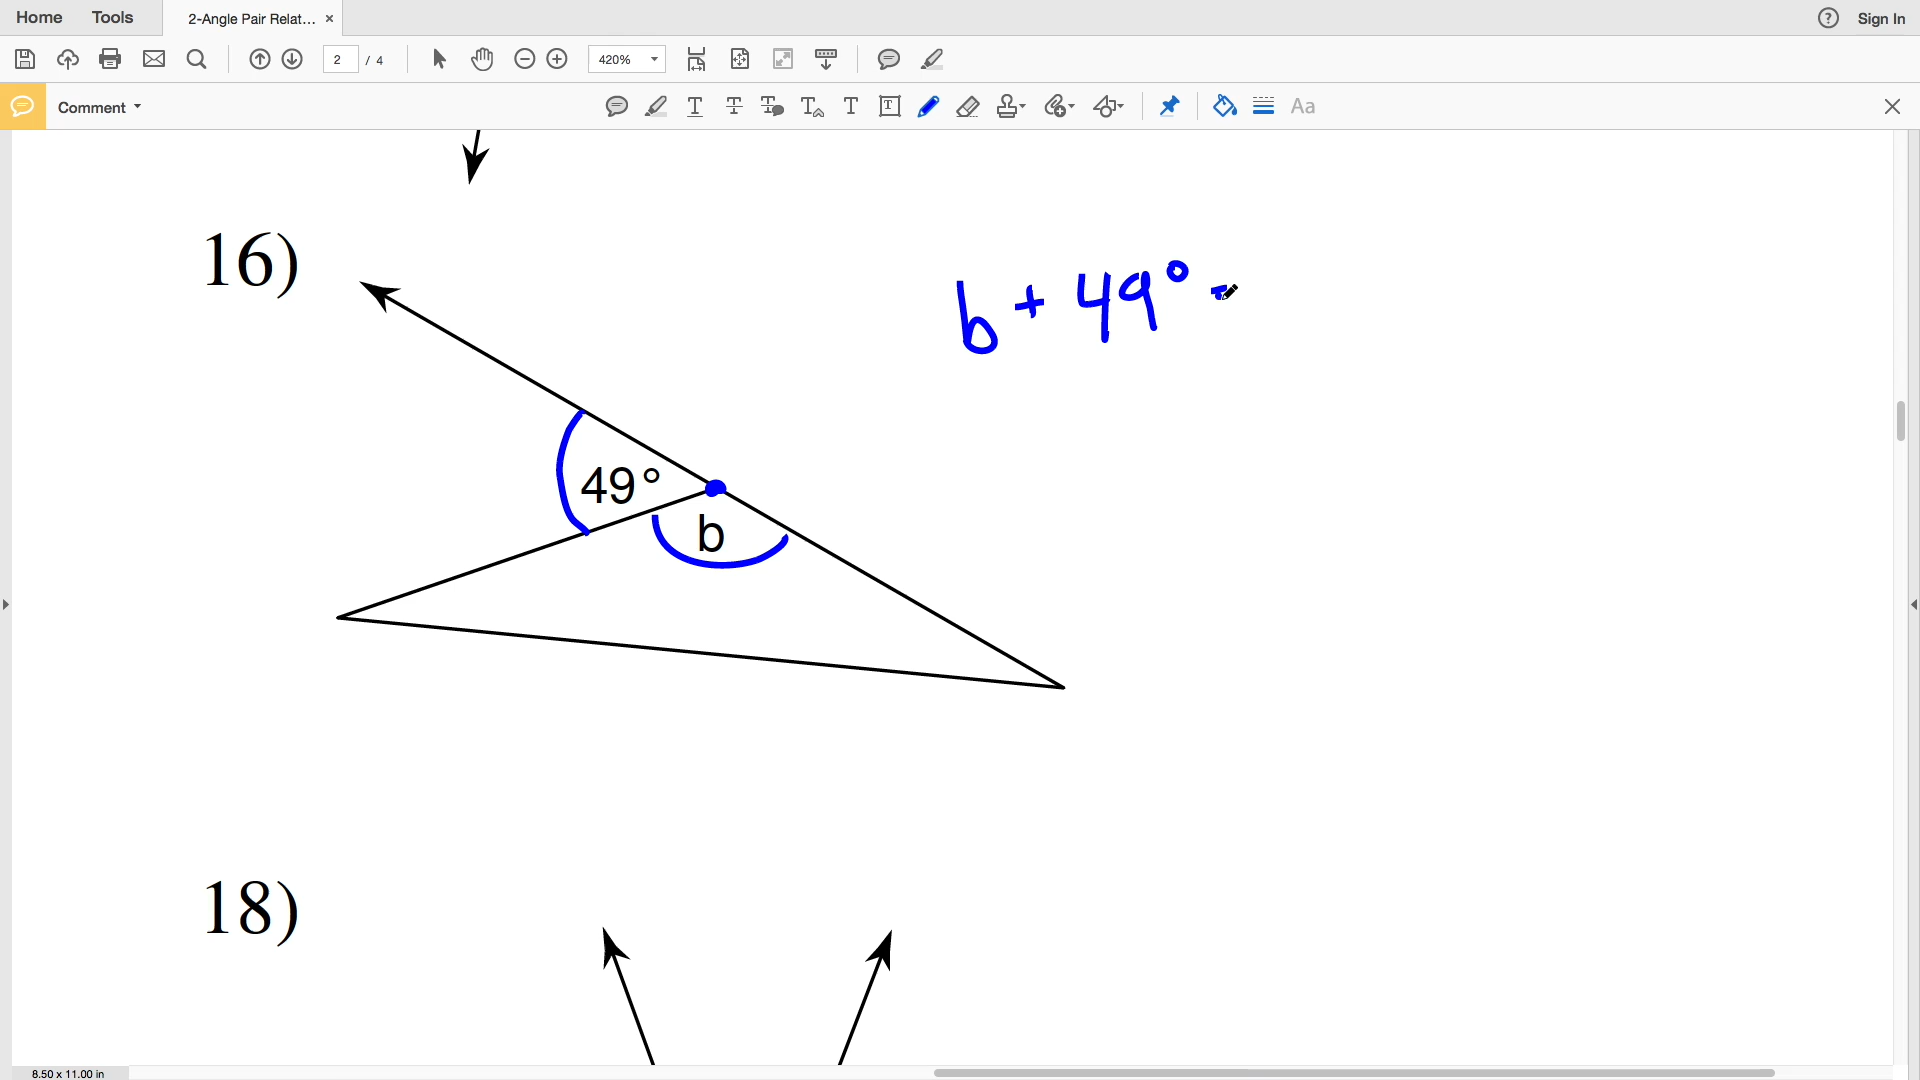 Home Tools 2-Angle Pair Relat... × ? Sign In
2 / 4 420%
Comment T T T T T T Aa
16)
b + 49° =
49°
b
18)
8.50 x 11.00 in